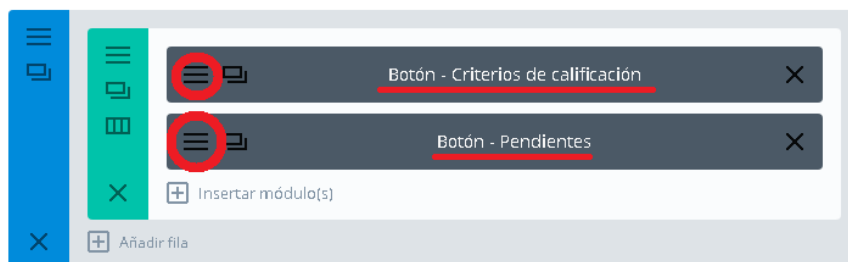 Botón - Criterios de calificación
Botón - Pendientes
Insertar módulo(s)
Añadir fila